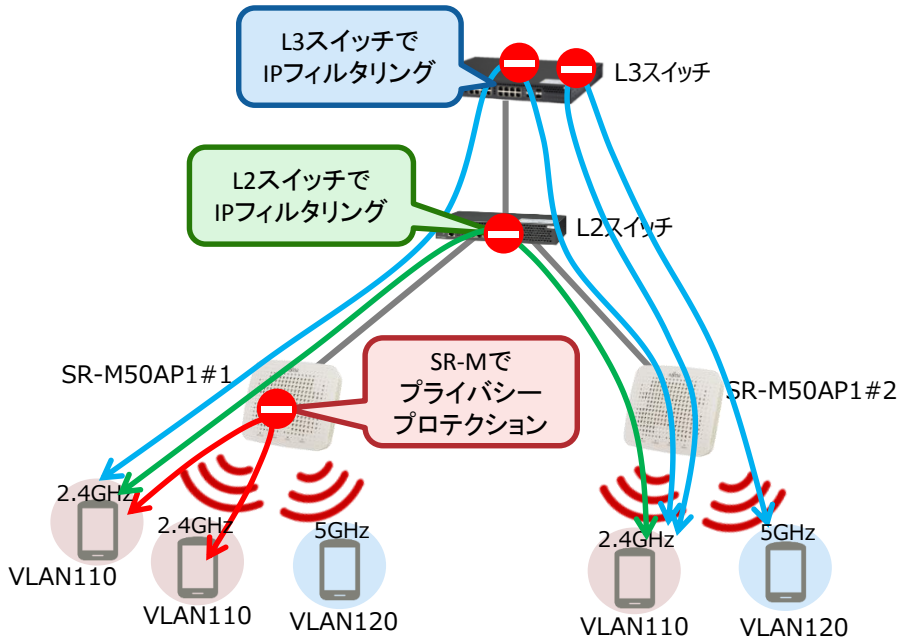 L3スイッチで
IPフィルタリング
L3スイッチ
L2スイッチで
IPフィルタリング
L2スイッチ
SR-M50AP1#1
SR-Mで
プライバシー
プロテクション
SR-M50AP1#2
2.4GHz
2.4GHz
5GHz
2.4GHz
5GHz
VLAN110
VLAN110
VLAN120
VLAN110
VLAN120